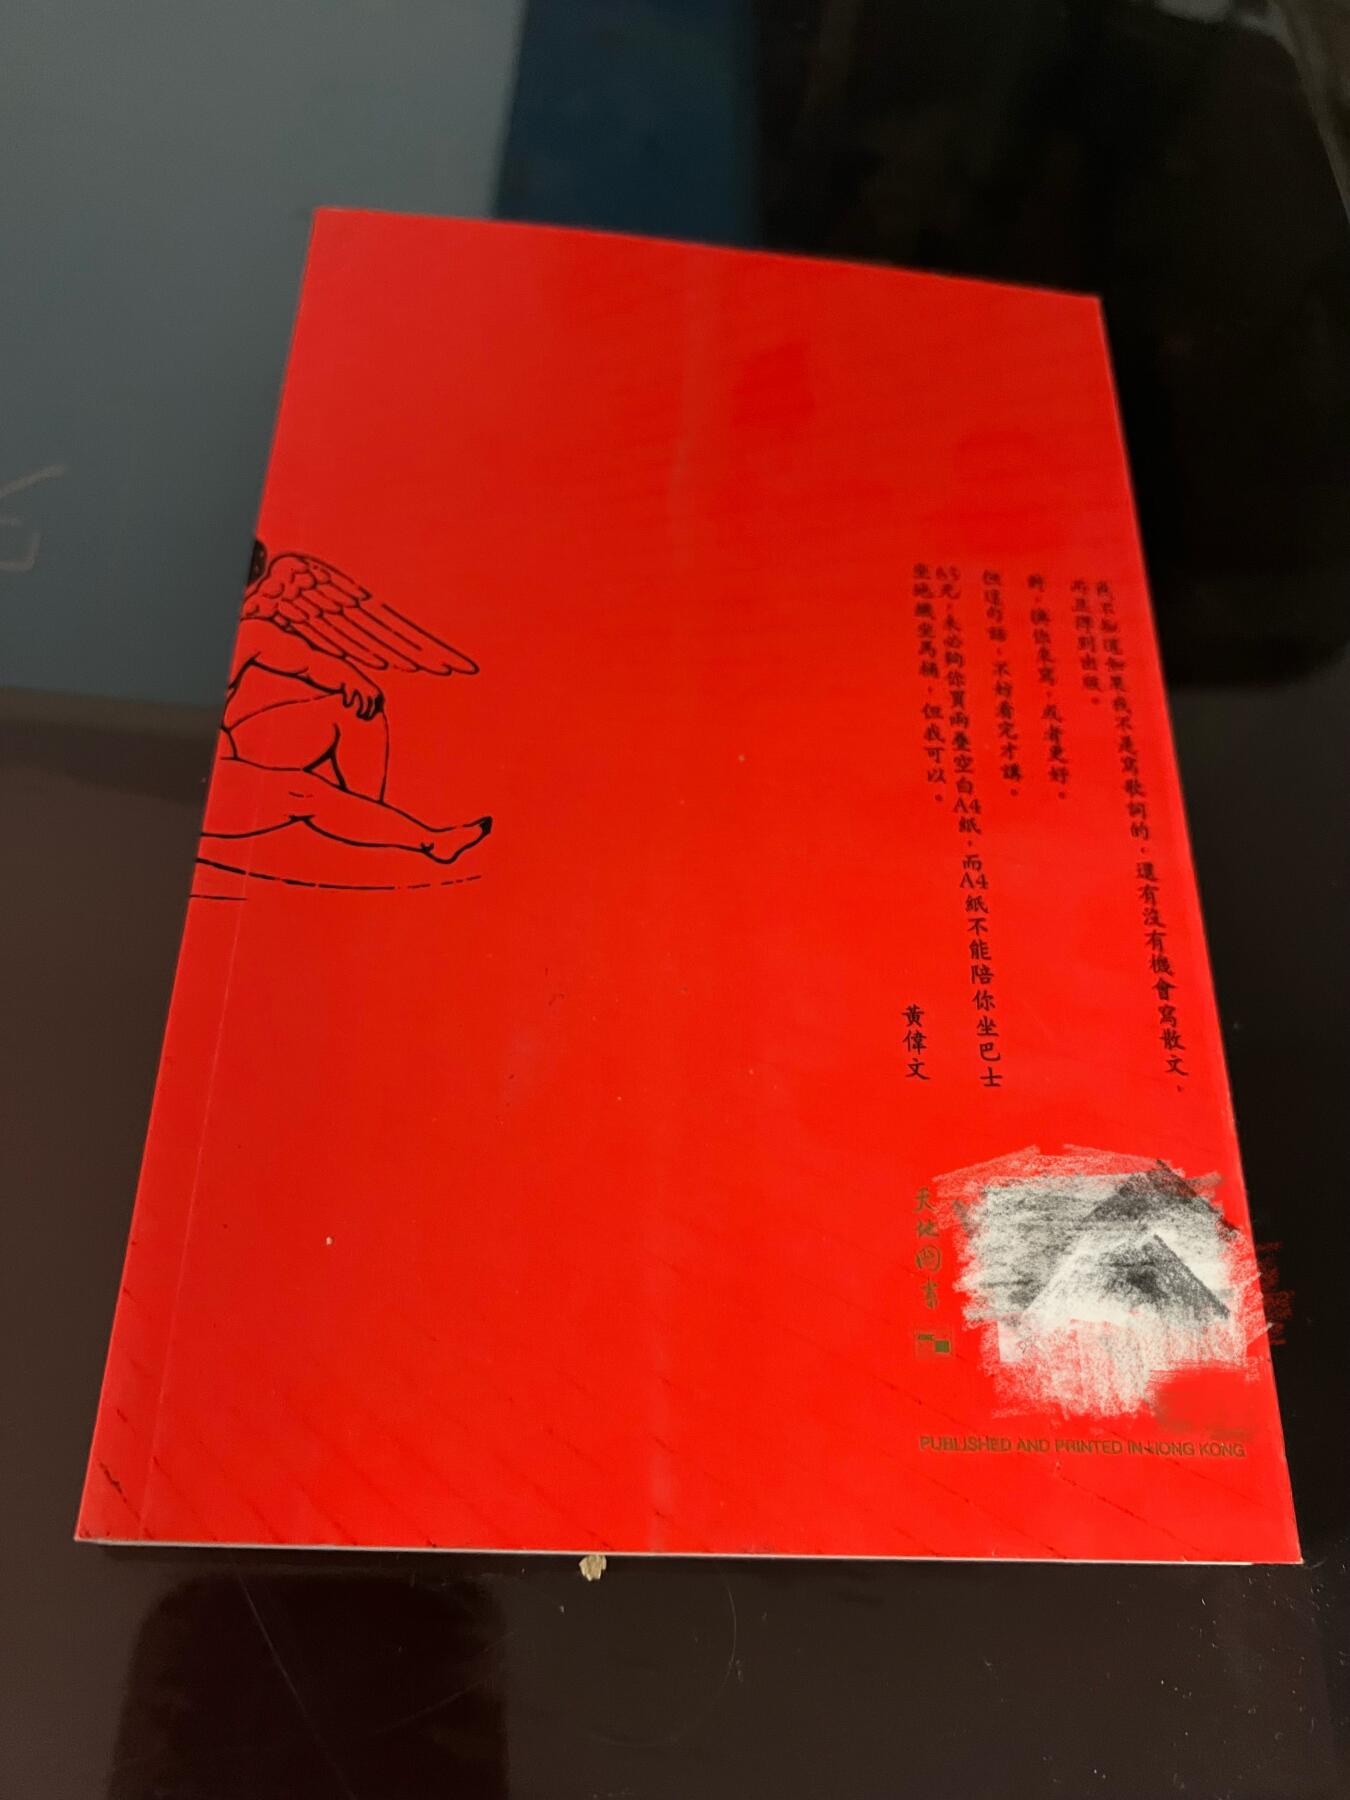 我不知道如果我不是寫歌詞的，還有沒有機會寫散文，
而且得到出版。
對，換你來寫，或者更好。
但這句話，不妨看完才講。
65元，未必夠你買兩疊空白A4紙，而A4紙不能陪你坐巴士
坐地鐵坐馬桶，但我可以。
黃偉文
天地圖書
PUBLISHED AND PRINTED IN HONG KONG